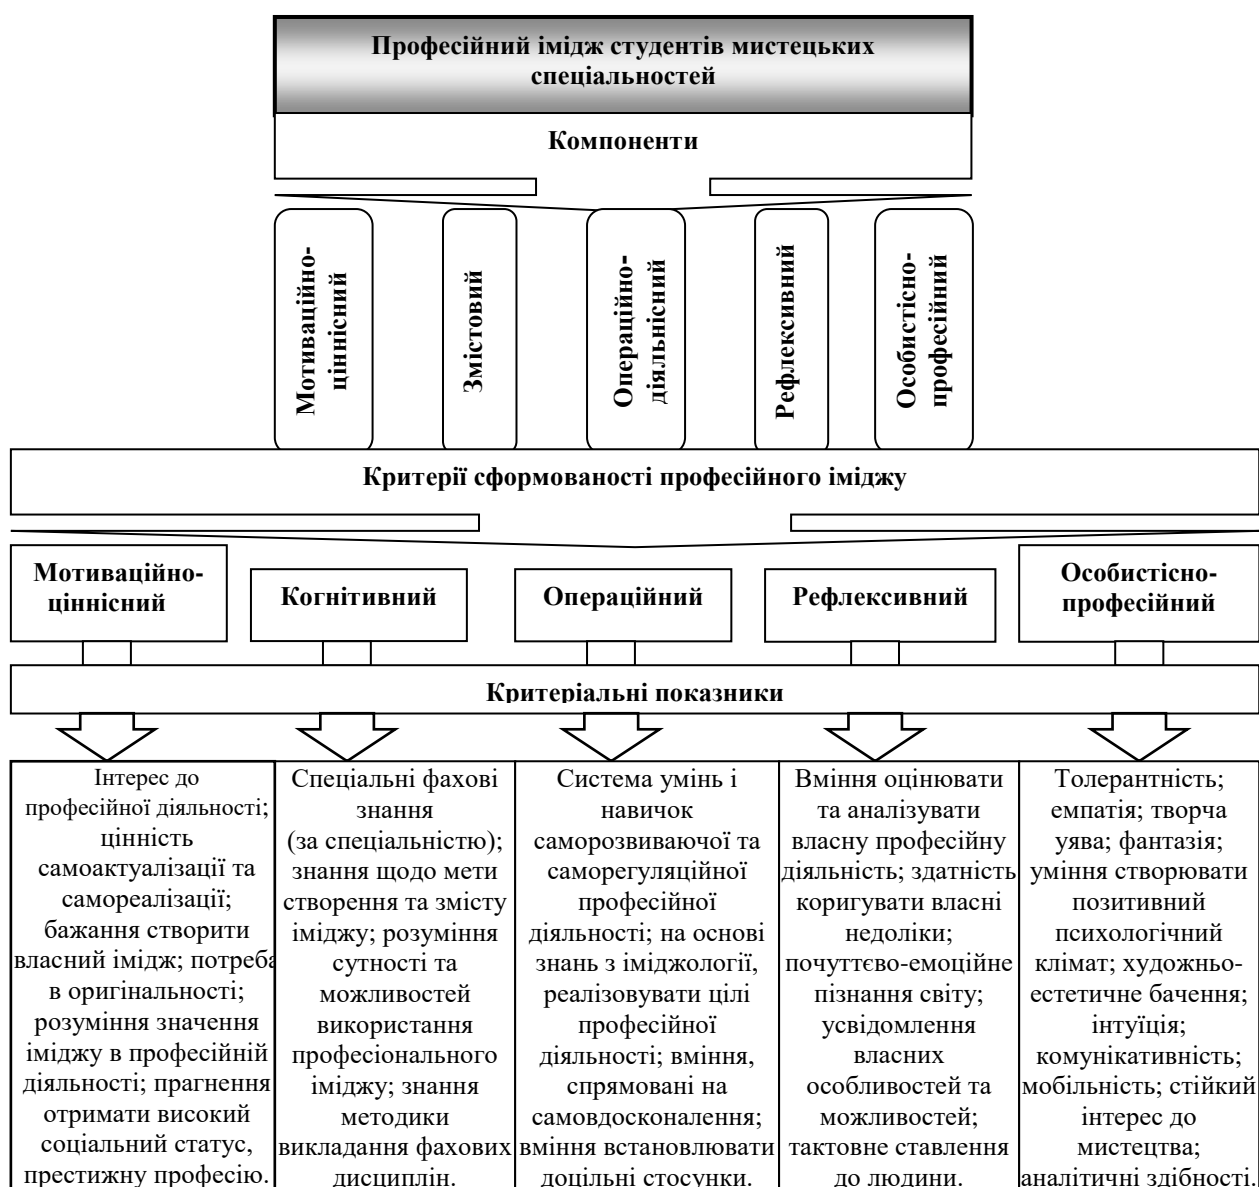 Професійний імідж студентів мистецьких
спеціальностей
Компоненти
Мотиваційно-
ціннісний
Змістовий
Операційно-
діяльнісний
Рефлексивний
Особистісно-
професійний
Критерії сформованості професійного іміджу
Мотиваційно-
ціннісний
Когнітивний
Операційний
Рефлексивний
Особистісно-
професійний
Критеріальні показники
Інтерес до
професійної діяльності;
цінність
самоактуалізації та
самореалізації;
бажання створити
власний імідж; потреба
в оригінальності;
розуміння значення
іміджу в професійній
діяльності; прагнення
отримати високий
соціальний статус,
престижну професію.
Спеціальні фахові
знання
(за спеціальністю);
знання щодо мети
створення та змісту
іміджу; розуміння
сутності та
можливостей
використання
професіонального
іміджу; знання
методики
викладання фахових
дисциплін.
Система умінь і
навичок
саморозвиваючої та
саморегуляційної
професійної
діяльності; на основі
знань з іміджології,
реалізовувати цілі
професійної
діяльності; вміння,
спрямовані на
самовдосконалення;
вміння встановлювати
доцільні стосунки.
Вміння оцінювати
та аналізувати
власну професійну
діяльність; здатність
коригувати власні
недоліки;
почуттєво-емоційне
пізнання світу;
усвідомлення
власних
особливостей та
можливостей;
тактовне ставлення
до людини.
Толерантність;
емпатія; творча
уява; фантазія;
уміння створювати
позитивний
психологічний
клімат; художньо-
естетичне бачення;
інтуїція;
комунікативність;
мобільність; стійкий
інтерес до
мистецтва;
аналітичні здібності.